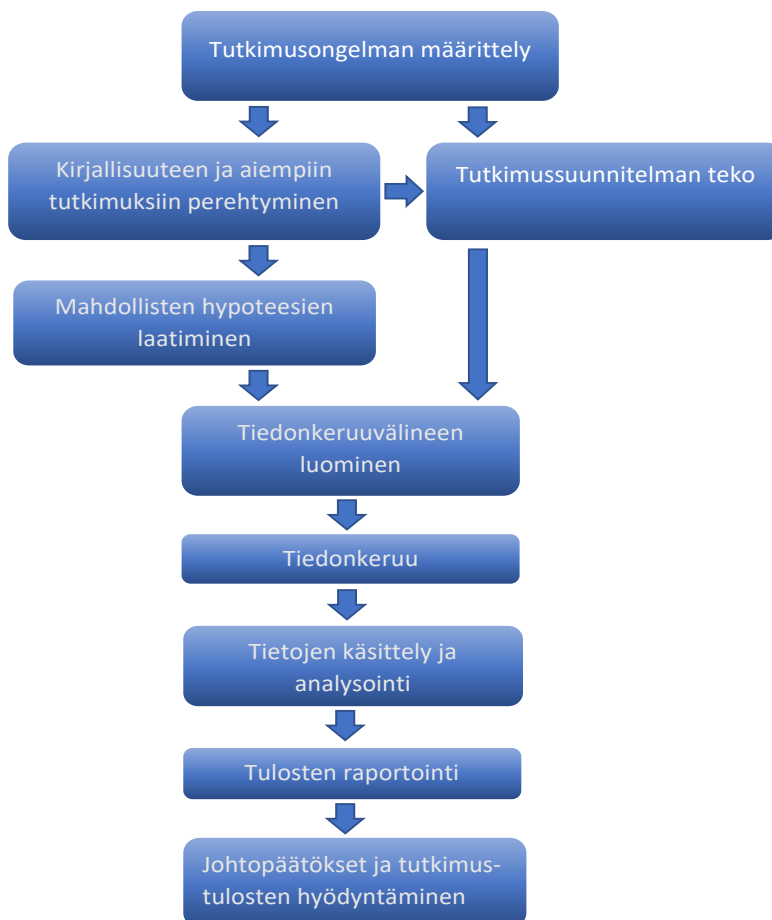 Tutkimusongelman määrittely
Kirjallisuuteen ja aiempiin
tutkimuksiin perehtyminen
Tutkimussuunnitelman teko
Mahdollisten hypoteesien
laatiminen
Tiedonkeruuvälineen
luominen
Tiedonkeruu
Tietojen käsittely ja
analysointi
Tulosten raportointi
Johtopäätökset ja tutkimus-
tulosten hyödyntäminen